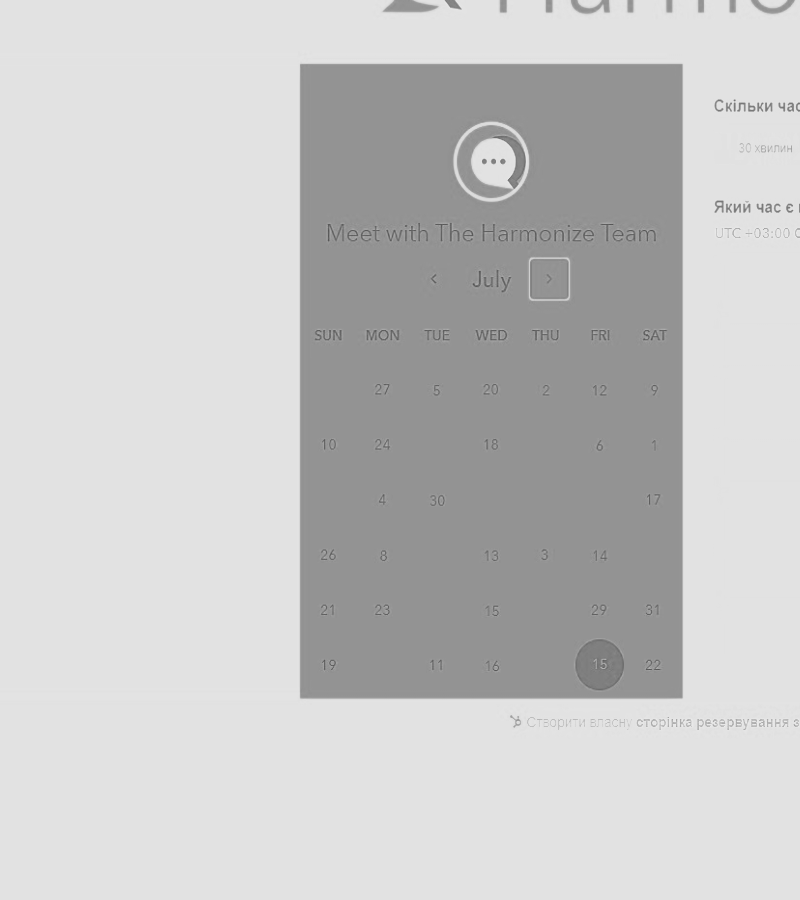 Meet with The Harmonize Team
July
SUN MON TUE WED THU FRI SAT
27 5 20 2 12 9
10 24 18 6 1
4 30 17
26 8 13 3 14
21 23 15 29 31
19 11 16 15 22
Скільки час
30 хвилин
Який час є
UTC +03:00
Створити власну сторінка резервування з